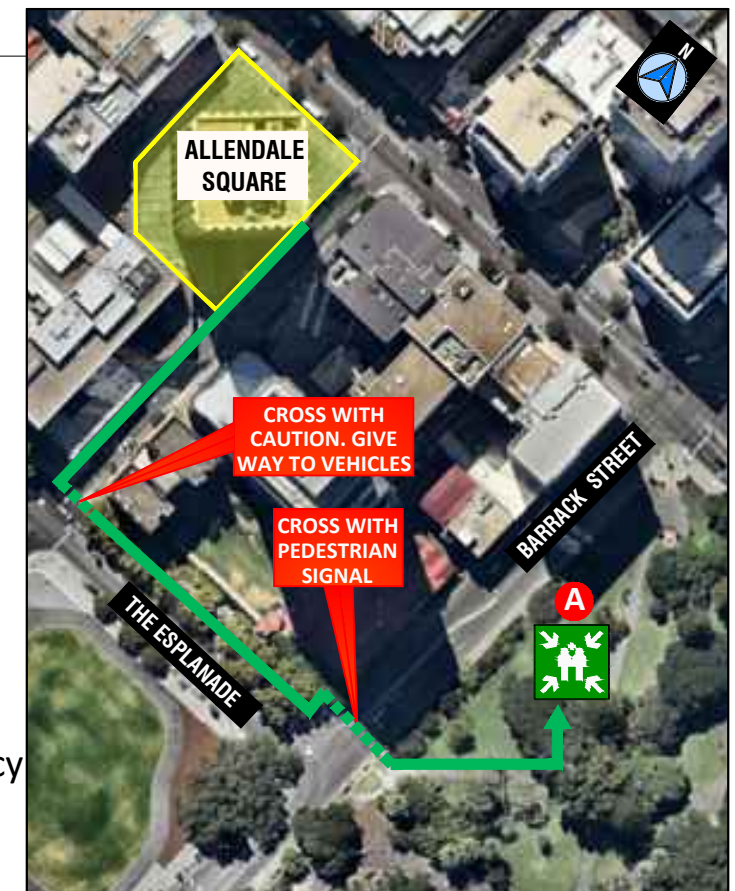 N
ALLENDALE
SQUARE
CROSS WITH
CAUTION. GIVE
WAY TO VEHICLES
CROSS WITH
PEDESTRIAN
SIGNAL
BARRACK STREET
A
THE ESPLANADE
cy